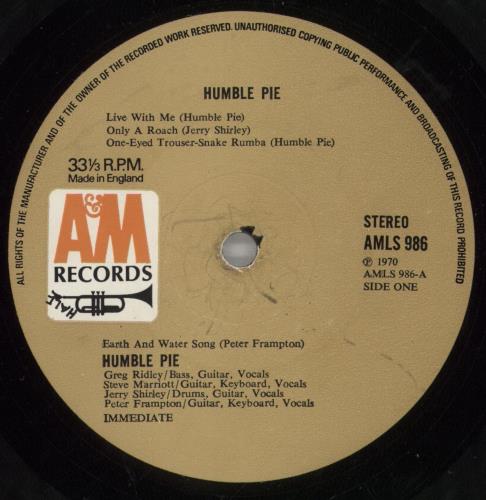 ALL RIGHTS OF THE MANUFACTURER AND OF THE OWNER OF THE RECORDED WORK RESERVED. UNAUTHORISED COPYING PUBLIC PERFORMANCE AND BROADCASTING OF THIS RECORD PROHIBITED
HUMBLE PIE
Live With Me (Humble Pie)
Only A Roach (Jerry Shirley)
One-Eyed Trouser-Snake Rumba (Humble Pie)
33⅓ R.P.M.
Made in England
A&M
RECORDS
HALF
STEREO
AMLS 986
℗ 1970
AMLS 986-A
SIDE ONE
Earth And Water Song (Peter Frampton)
HUMBLE PIE
Greg Ridley/Bass, Guitar, Vocals
Steve Marriott/Guitar, Keyboard, Vocals
Jerry Shirley/Drums, Guitar, Vocals
Peter Frampton/Guitar, Keyboard, Vocals
IMMEDIATE